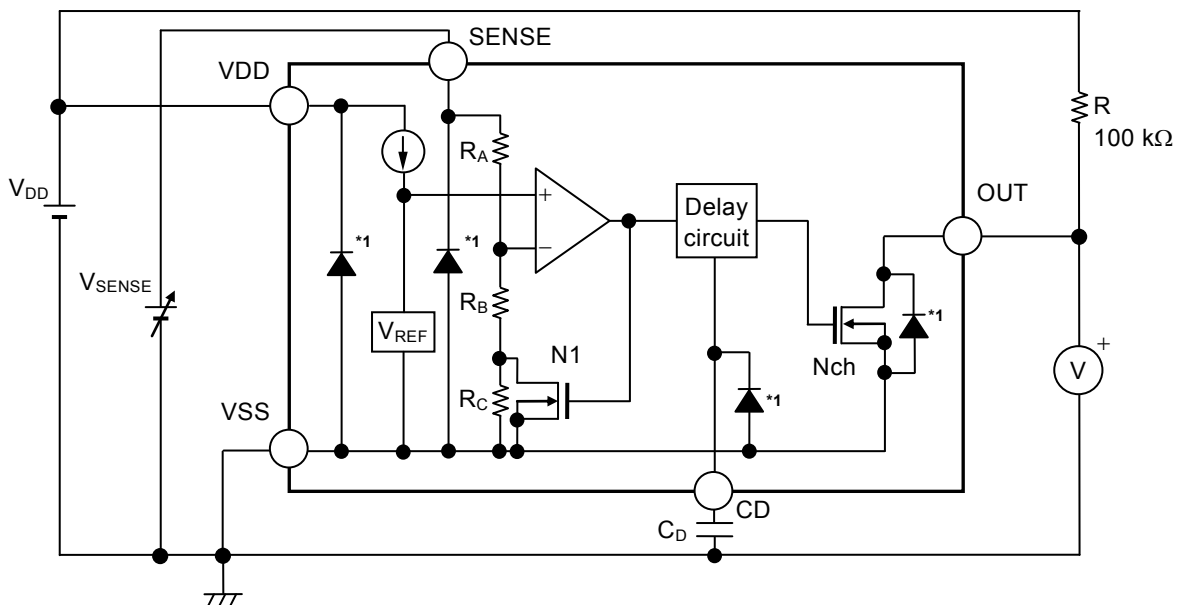 SENSE
VDD
R
100 kΩ
RA
+
−
VDD
*1
*1
Delay
circuit
OUT
VSENSE
RB
VREF
N1
*1
Nch
+
V
RC
*1
VSS
CD
CD